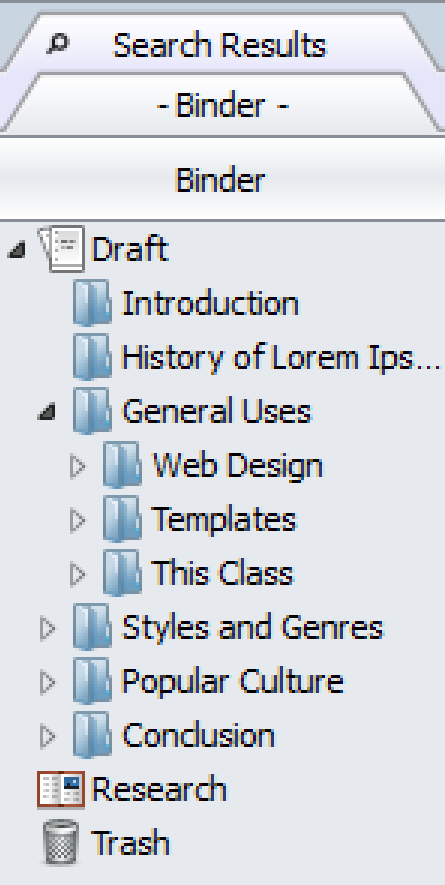 Search Results
- Binder -
Binder
Draft
Introduction
History of Lorem Ips...
General Uses
Web Design
Templates
This Class
Styles and Genres
Popular Culture
Conclusion
Research
Trash